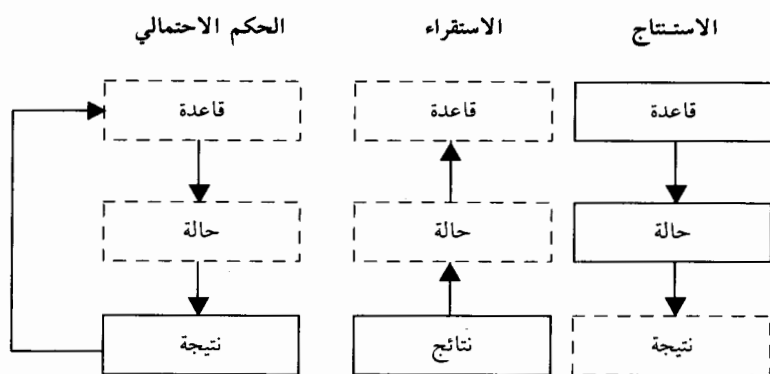 الاستنتاج الاستقراء الحكم الاحتمالي
قاعدة قاعدة قاعدة
حالة حالة حالة
نتيجة نتائج نتيجة